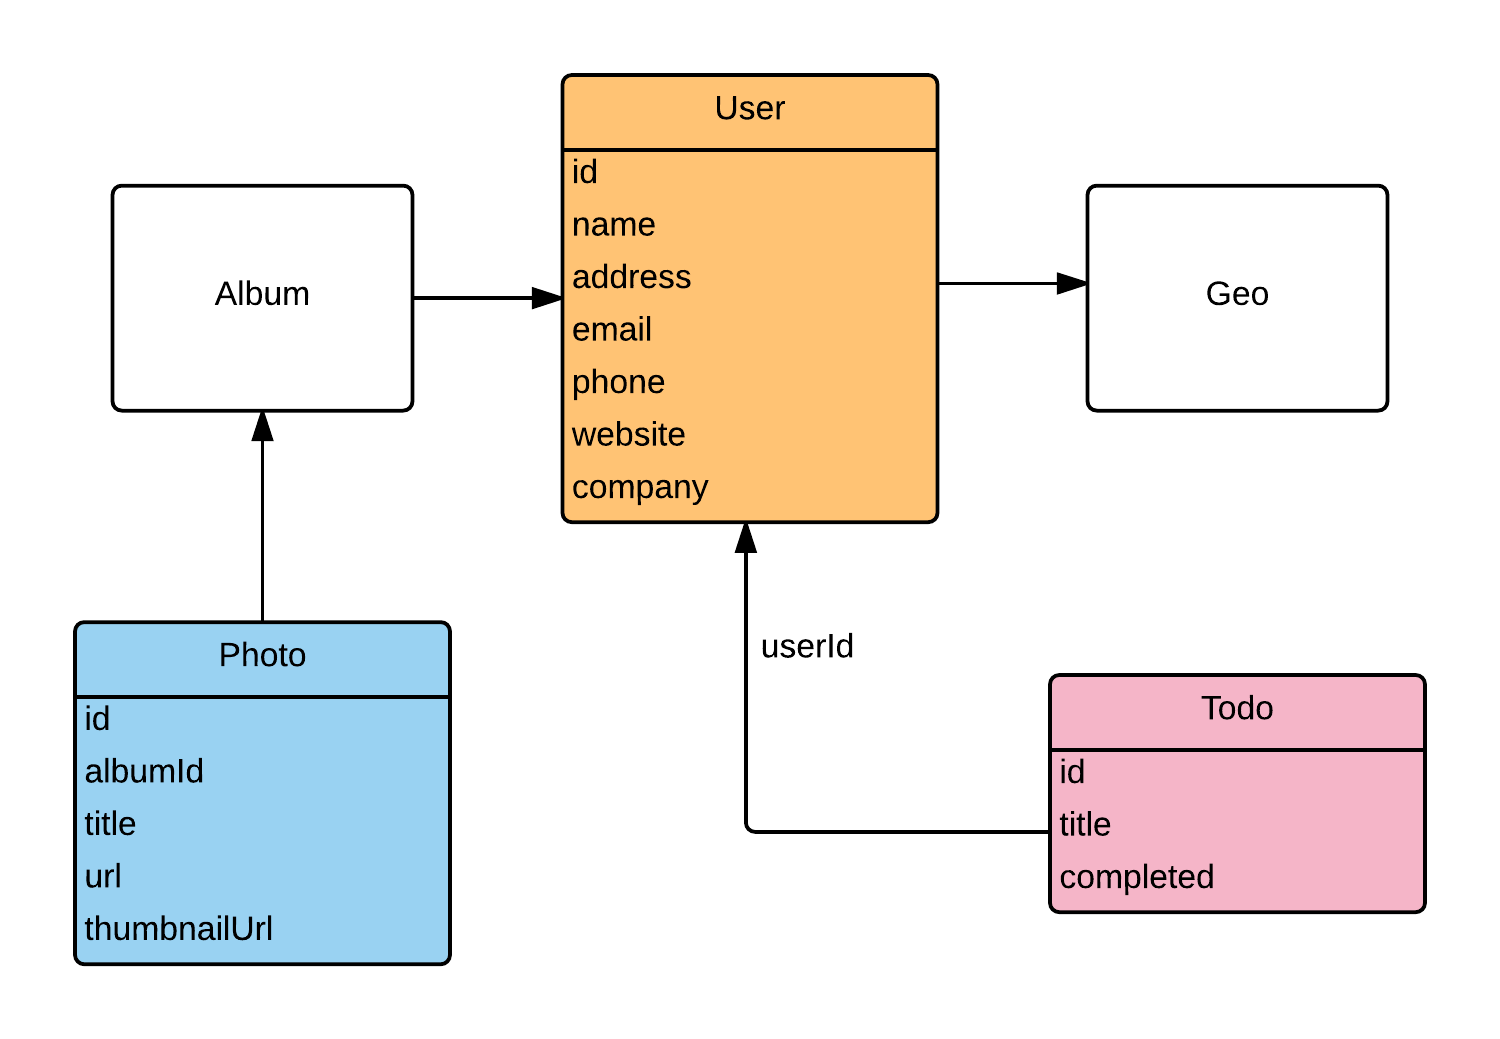 User
id
name
address
email
phone
website
company
Album
Geo
Photo
id
albumId
title
url
thumbnailUrl
userId
Todo
id
title
completed